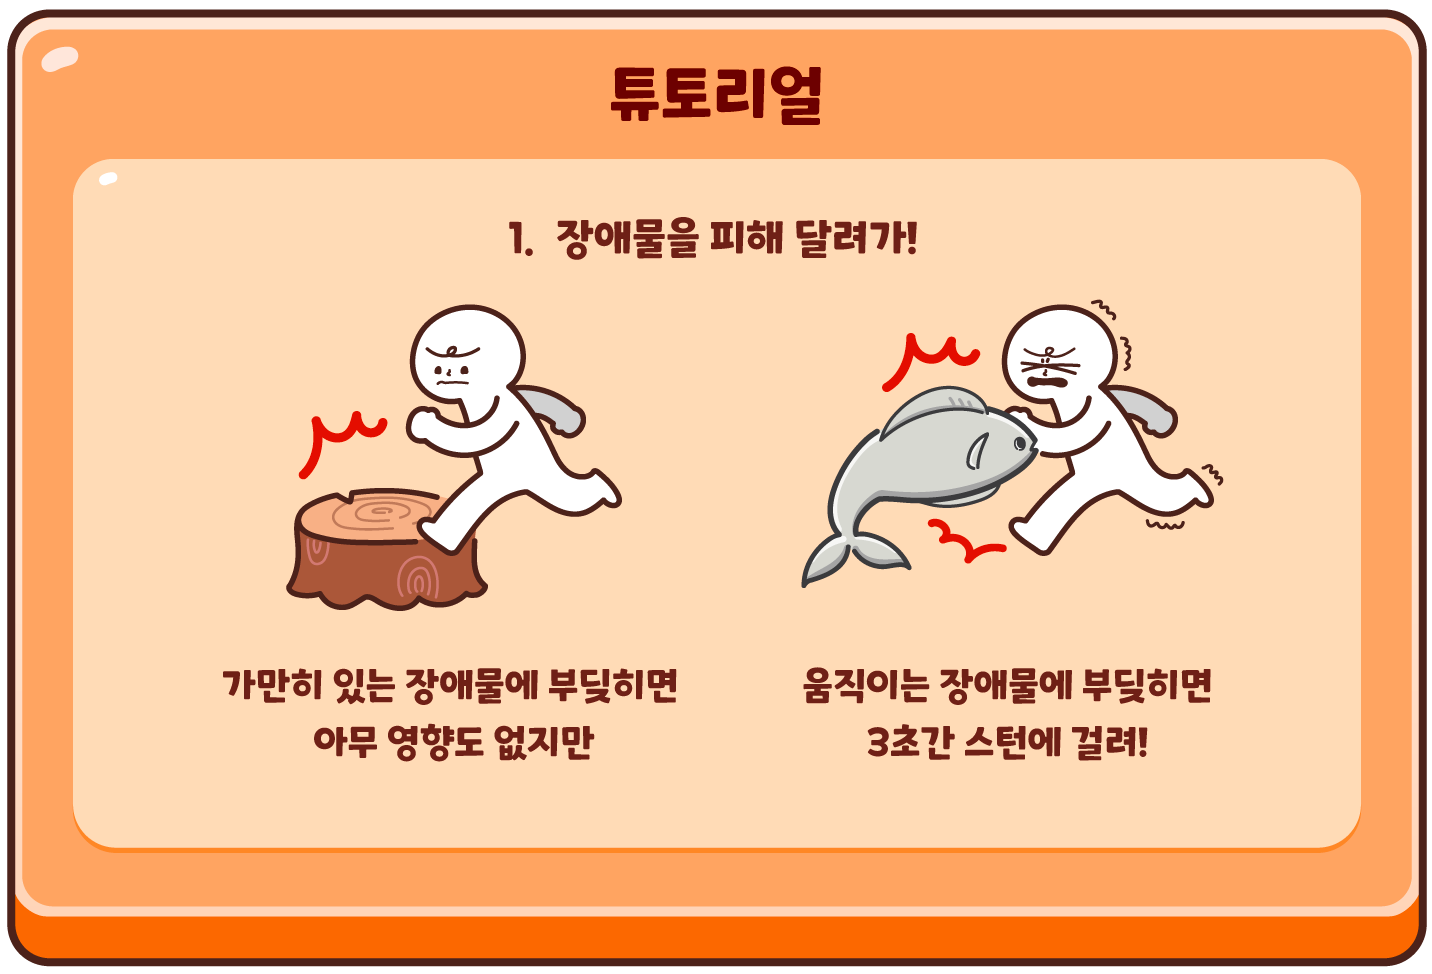 튜토리얼
1. 장애물을 피해 달려가!
가만히 있는 장애물에 부딪히면
아무 영향도 없지만
움직이는 장애물에 부딪히면
3초간 스턴에 걸려!